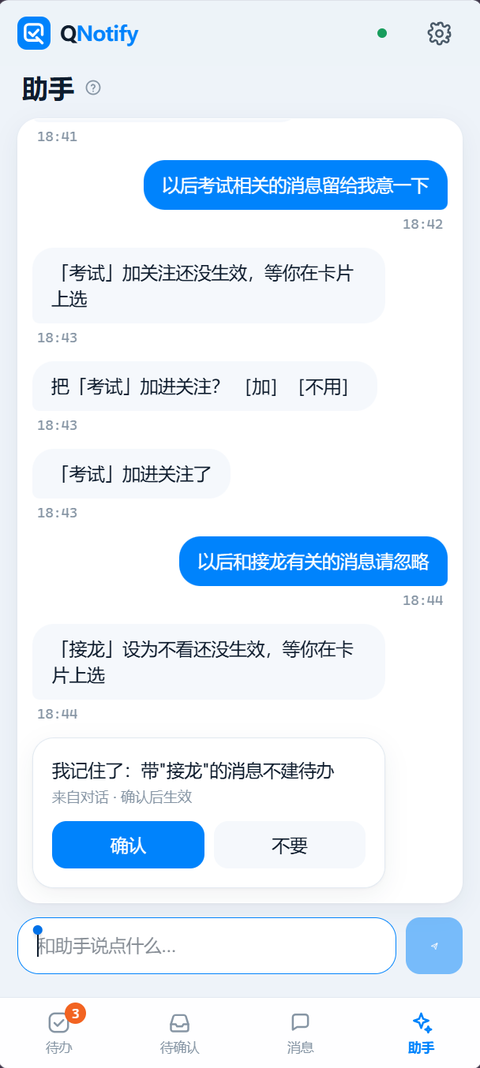 QNotify
助手
18:41
以后考试相关的消息留给我意一下
18:42
「考试」加关注还没生效，等你在卡片
上选
18:43
把「考试」加进关注？ ［加］［不用］
18:43
「考试」加进关注了
18:43
以后和接龙有关的消息请忽略
18:44
「接龙」设为不看还没生效，等你在卡
片上选
18:44
我记住了：带"接龙"的消息不建待办
来自对话 · 确认后生效
确认
不要
和助手说点什么...
3
待办
待确认
消息
助手